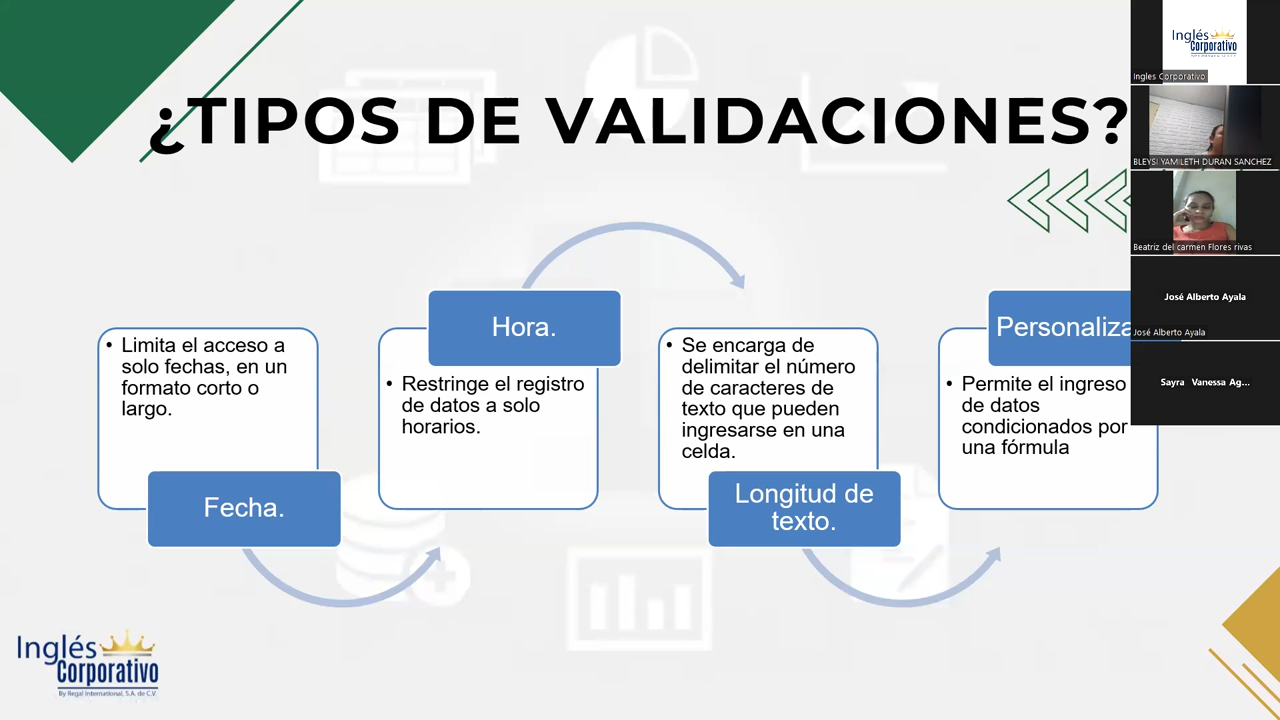 ¿TIPOS DE VALIDACIONES?
• Limita el acceso a
solo fechas, en un
formato corto o
largo.
Fecha.
Hora.
• Restringe el registro
de datos a solo
horarios.
• Se encarga de
delimitar el número
de caracteres de
texto que pueden
ingresarse en una
celda.
Longitud de
texto.
Personaliza
• Permite el ingreso
de datos
condicionados por
una fórmula
Inglés
Corporativo
By Regal International, S.A. de C.V.
Inglés
Corporativo
Ingles Corporativo
BLEYSI YAMILETH DURAN SANCHEZ
Beatriz del carmen Flores rivas
José Alberto Ayala
José Alberto Ayala
Sayra Vanessa Ag...